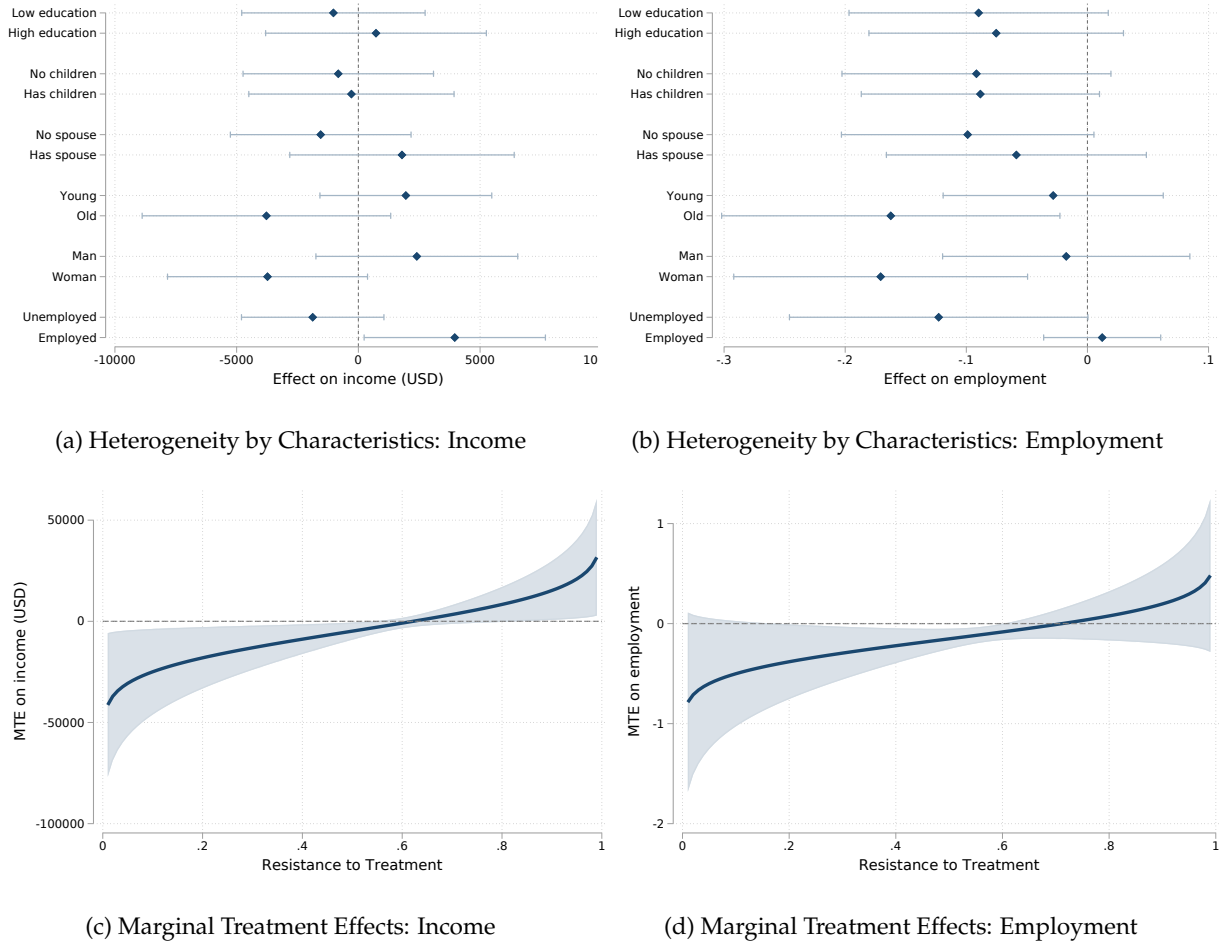 Low education
High education
No children
Has children
No spouse
Has spouse
Young
Old
Man
Woman
Unemployed
Employed
-10000 -5000 0 5000 10
Effect on income (USD)
(a) Heterogeneity by Characteristics: Income
Low education
High education
No children
Has children
No spouse
Has spouse
Young
Old
Man
Woman
Unemployed
Employed
-.3 -.2 -.1 0 .1
Effect on employment
(b) Heterogeneity by Characteristics: Employment
MTE on income (USD)
50000
0
-50000
-100000
0 .2 .4 .6 .8 1
Resistance to Treatment
(c) Marginal Treatment Effects: Income
MTE on employment
1
0
-1
-2
0 .2 .4 .6 .8 1
Resistance to Treatment
(d) Marginal Treatment Effects: Employment